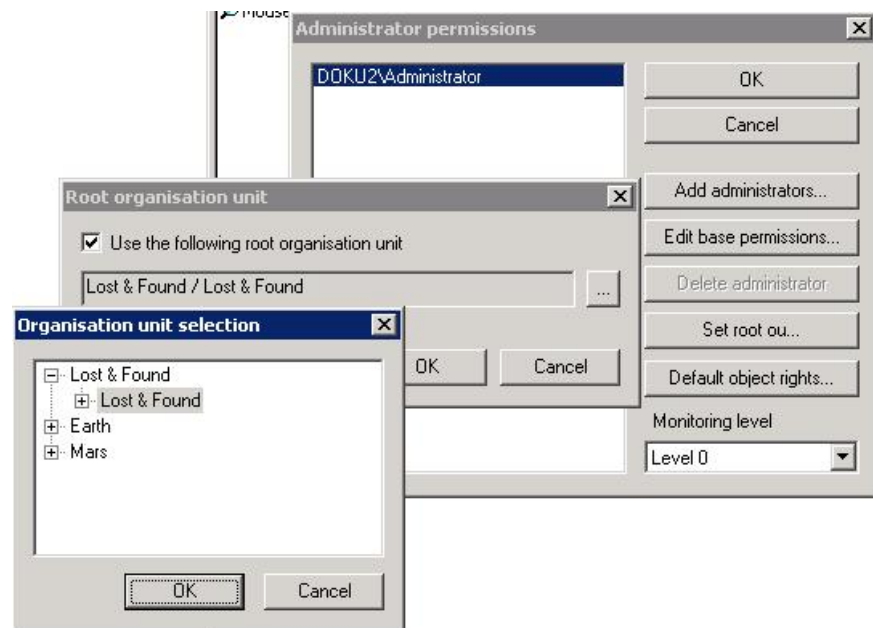 Mouse
Administrator permissions
DOKU2\Administrator
OK
Cancel
Add administrators...
Edit base permissions...
Delete administrator
Set root ou...
Default object rights...
Monitoring level
Level 0
Root organisation unit
Use the following root organisation unit
Lost & Found / Lost & Found
...
OK
Cancel
Organisation unit selection
Lost & Found
Lost & Found
Earth
Mars
OK
Cancel